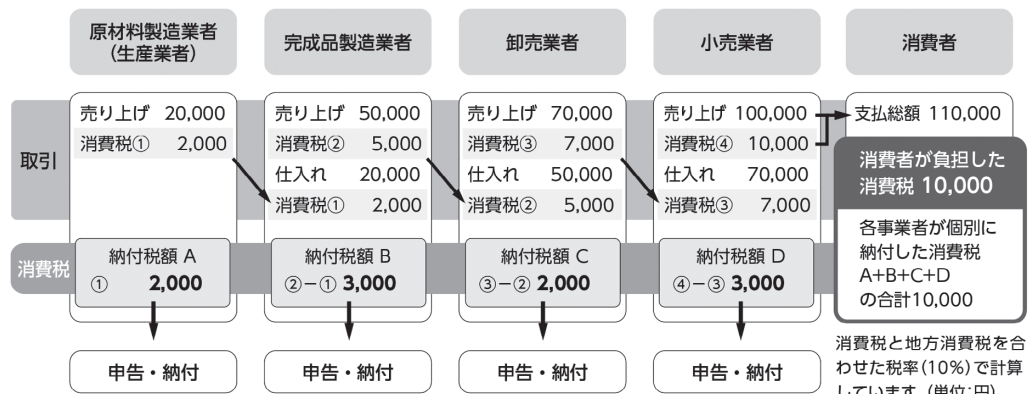 原材料製造業者
(生産業者)
完成品製造業者
卸売業者
小売業者
消費者
取引
売り上げ 20,000
消費税① 2,000
売り上げ 50,000
消費税② 5,000
仕入れ 20,000
消費税① 2,000
売り上げ 70,000
消費税③ 7,000
仕入れ 50,000
消費税② 5,000
売り上げ 100,000
消費税④ 10,000
仕入れ 70,000
消費税③ 7,000
支払総額 110,000
消費者が負担した
消費税 10,000
各事業者が個別に
納付した消費税
A+B+C+D
の合計10,000
消費税
納付税額 A
① 2,000
納付税額 B
②-① 3,000
納付税額 C
③-② 2,000
納付税額 D
④-③ 3,000
申告・納付
申告・納付
申告・納付
申告・納付
消費税と地方消費税を合
わせた税率(10%)で計算
しています。(単位:円)